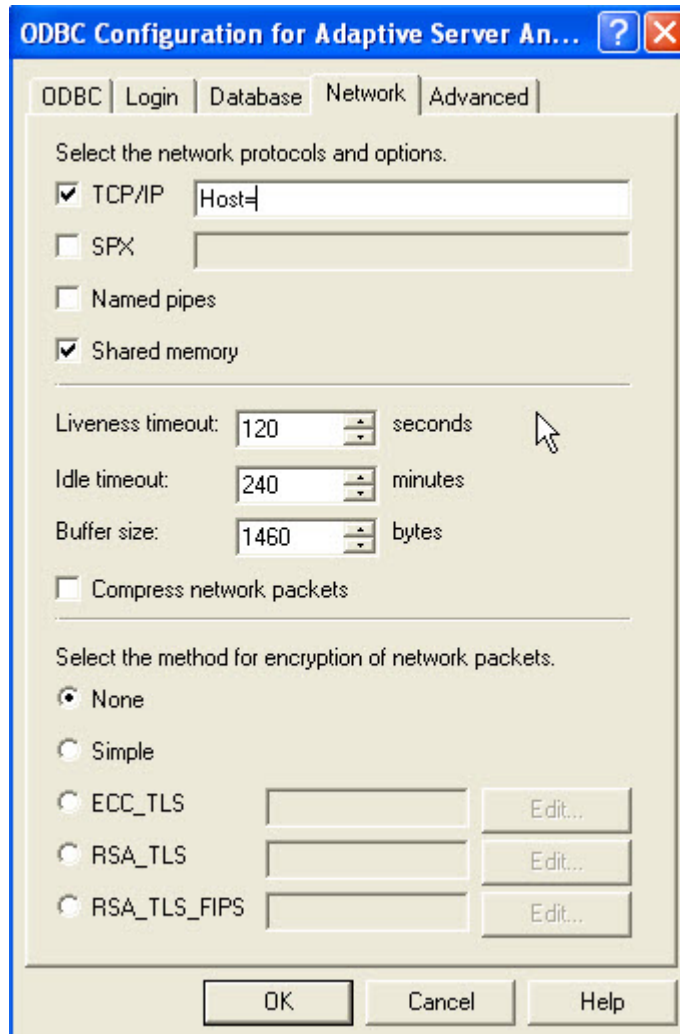 ODBC Configuration for Adaptive Server An...
ODBC Login Database Network Advanced
Select the network protocols and options.
TCP/IP Host=
SPX
Named pipes
Shared memory
Liveness timeout: 120 seconds
Idle timeout: 240 minutes
Buffer size: 1460 bytes
Compress network packets
Select the method for encryption of network packets.
None
Simple
ECC_TLS Edit...
RSA_TLS Edit...
RSA_TLS_FIPS Edit...
OK Cancel Help